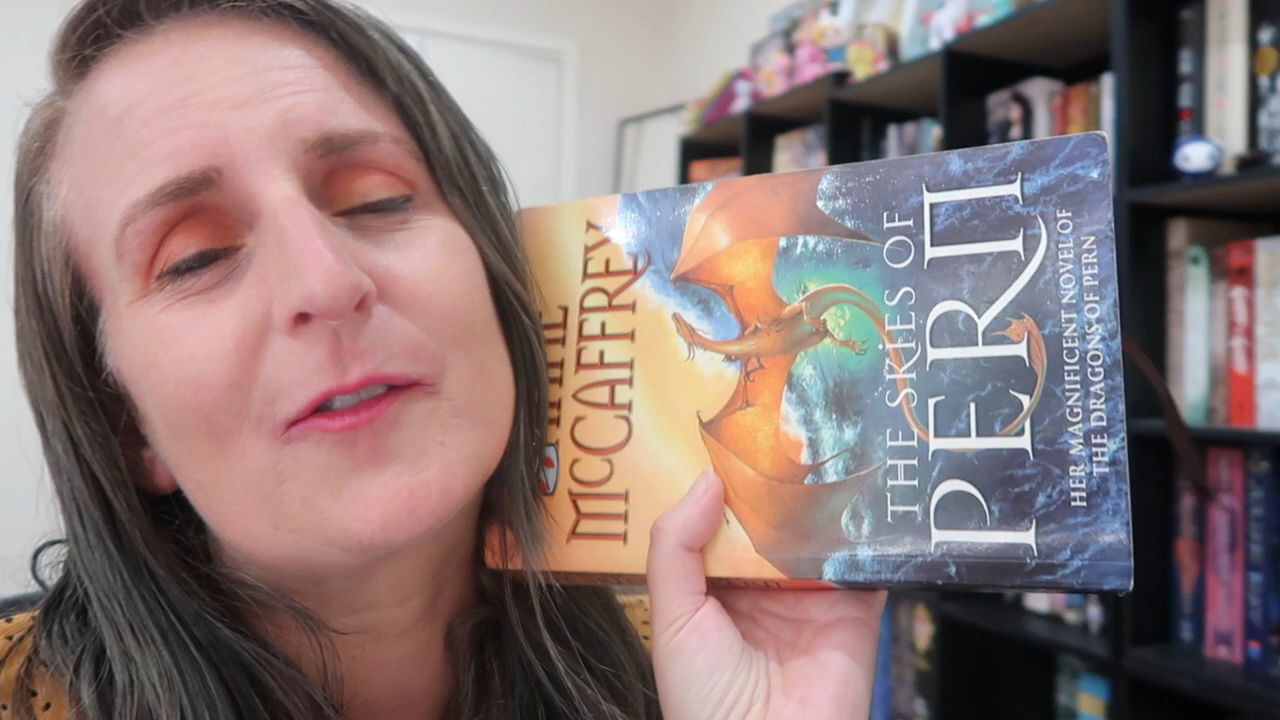 MCCAFFREY
THE SKIES OF
PERN
HER MAGNIFICENT NOVEL OF
THE DRAGONS OF PERN